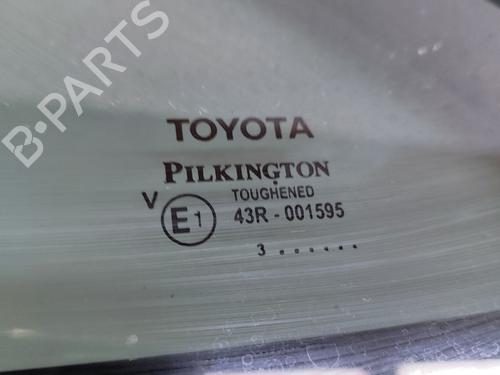 B-PARTS
TOYOTA
PILKINGTON
TOUGHENED
V E1 43R - 001595
3 .......